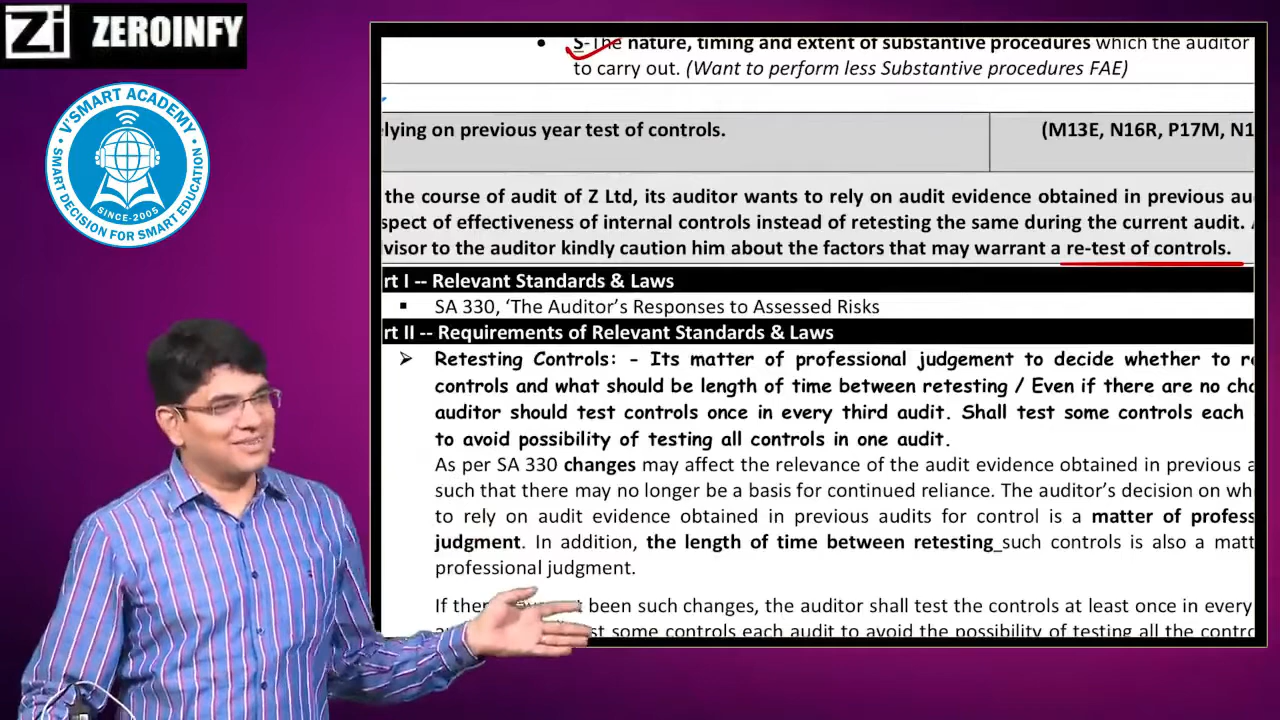 Zi ZEROINFY
V'SMART ACADEMY
SMART DECISION FOR SMART EDUCATION
SINCE-2005
S-The nature, timing and extent of substantive procedures which the auditor
to carry out. (Want to perform less Substantive procedures FAE)
lying on previous year test of controls.
(M13E, N16R, P17M, N1
the course of audit of Z Ltd, its auditor wants to rely on audit evidence obtained in previous au
spect of effectiveness of internal controls instead of retesting the same during the current audit.
visor to the auditor kindly caution him about the factors that may warrant a re-test of controls.
rt I -- Relevant Standards & Laws
SA 330, ‘The Auditor’s Responses to Assessed Risks
rt II -- Requirements of Relevant Standards & Laws
Retesting Controls: - Its matter of professional judgement to decide whether to re
controls and what should be length of time between retesting / Even if there are no cha
auditor should test controls once in every third audit. Shall test some controls each
to avoid possibility of testing all controls in one audit.
As per SA 330 changes may affect the relevance of the audit evidence obtained in previous a
such that there may no longer be a basis for continued reliance. The auditor’s decision on wh
to rely on audit evidence obtained in previous audits for control is a matter of profess
judgment. In addition, the length of time between retesting_such controls is also a matt
professional judgment.
If ther been such changes, the auditor shall test the controls at least once in every
st some controls each audit to avoid the possibility of testing all the contro